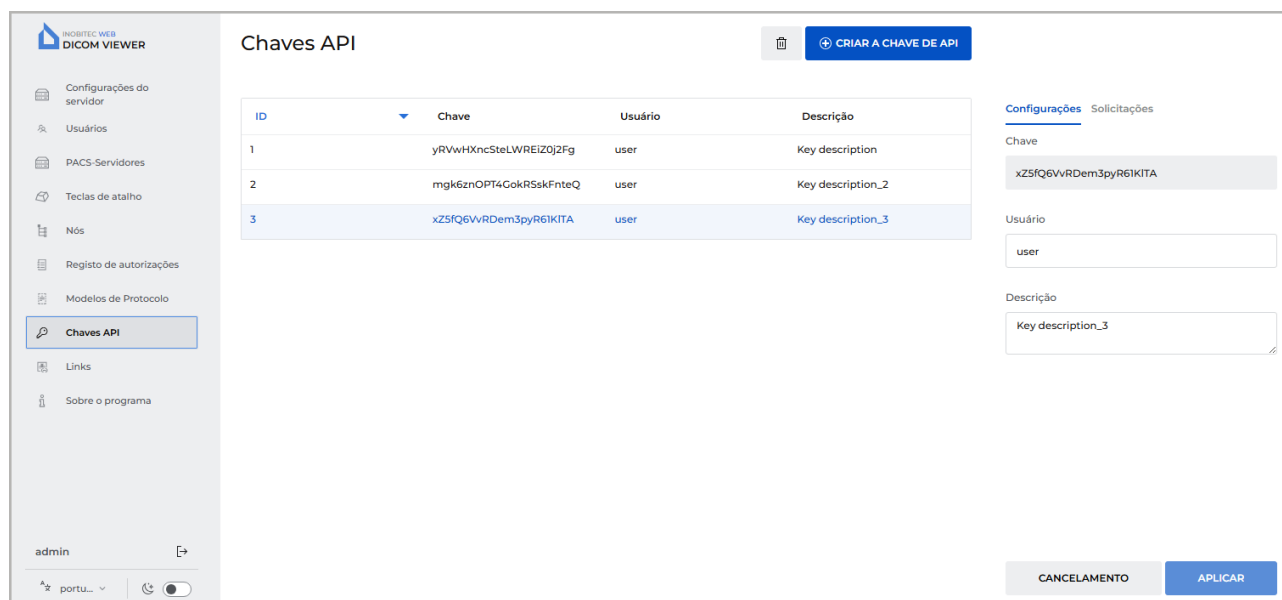 INOBITEC WEB
DICOM VIEWER
Configurações do
servidor
Usuários
PACS-Servidores
Teclas de atalho
Nós
Registo de autorizações
Modelos de Protocolo
Chaves API
Links
Sobre o programa
admin
portu...
Chaves API
CRIAR A CHAVE DE API
ID Chave Usuário Descrição
1 yRVwHXncSteLWREiZ0j2Fg user Key description
2 mgk6znOPT4GokRSskFnteQ user Key description_2
3 xZ5fQ6VvRDem3pyR61KlTA user Key description_3
Configurações Solicitações
Chave
xZ5fQ6VvRDem3pyR61KlTA
Usuário
user
Descrição
Key description_3
CANCELAMENTO APLICAR